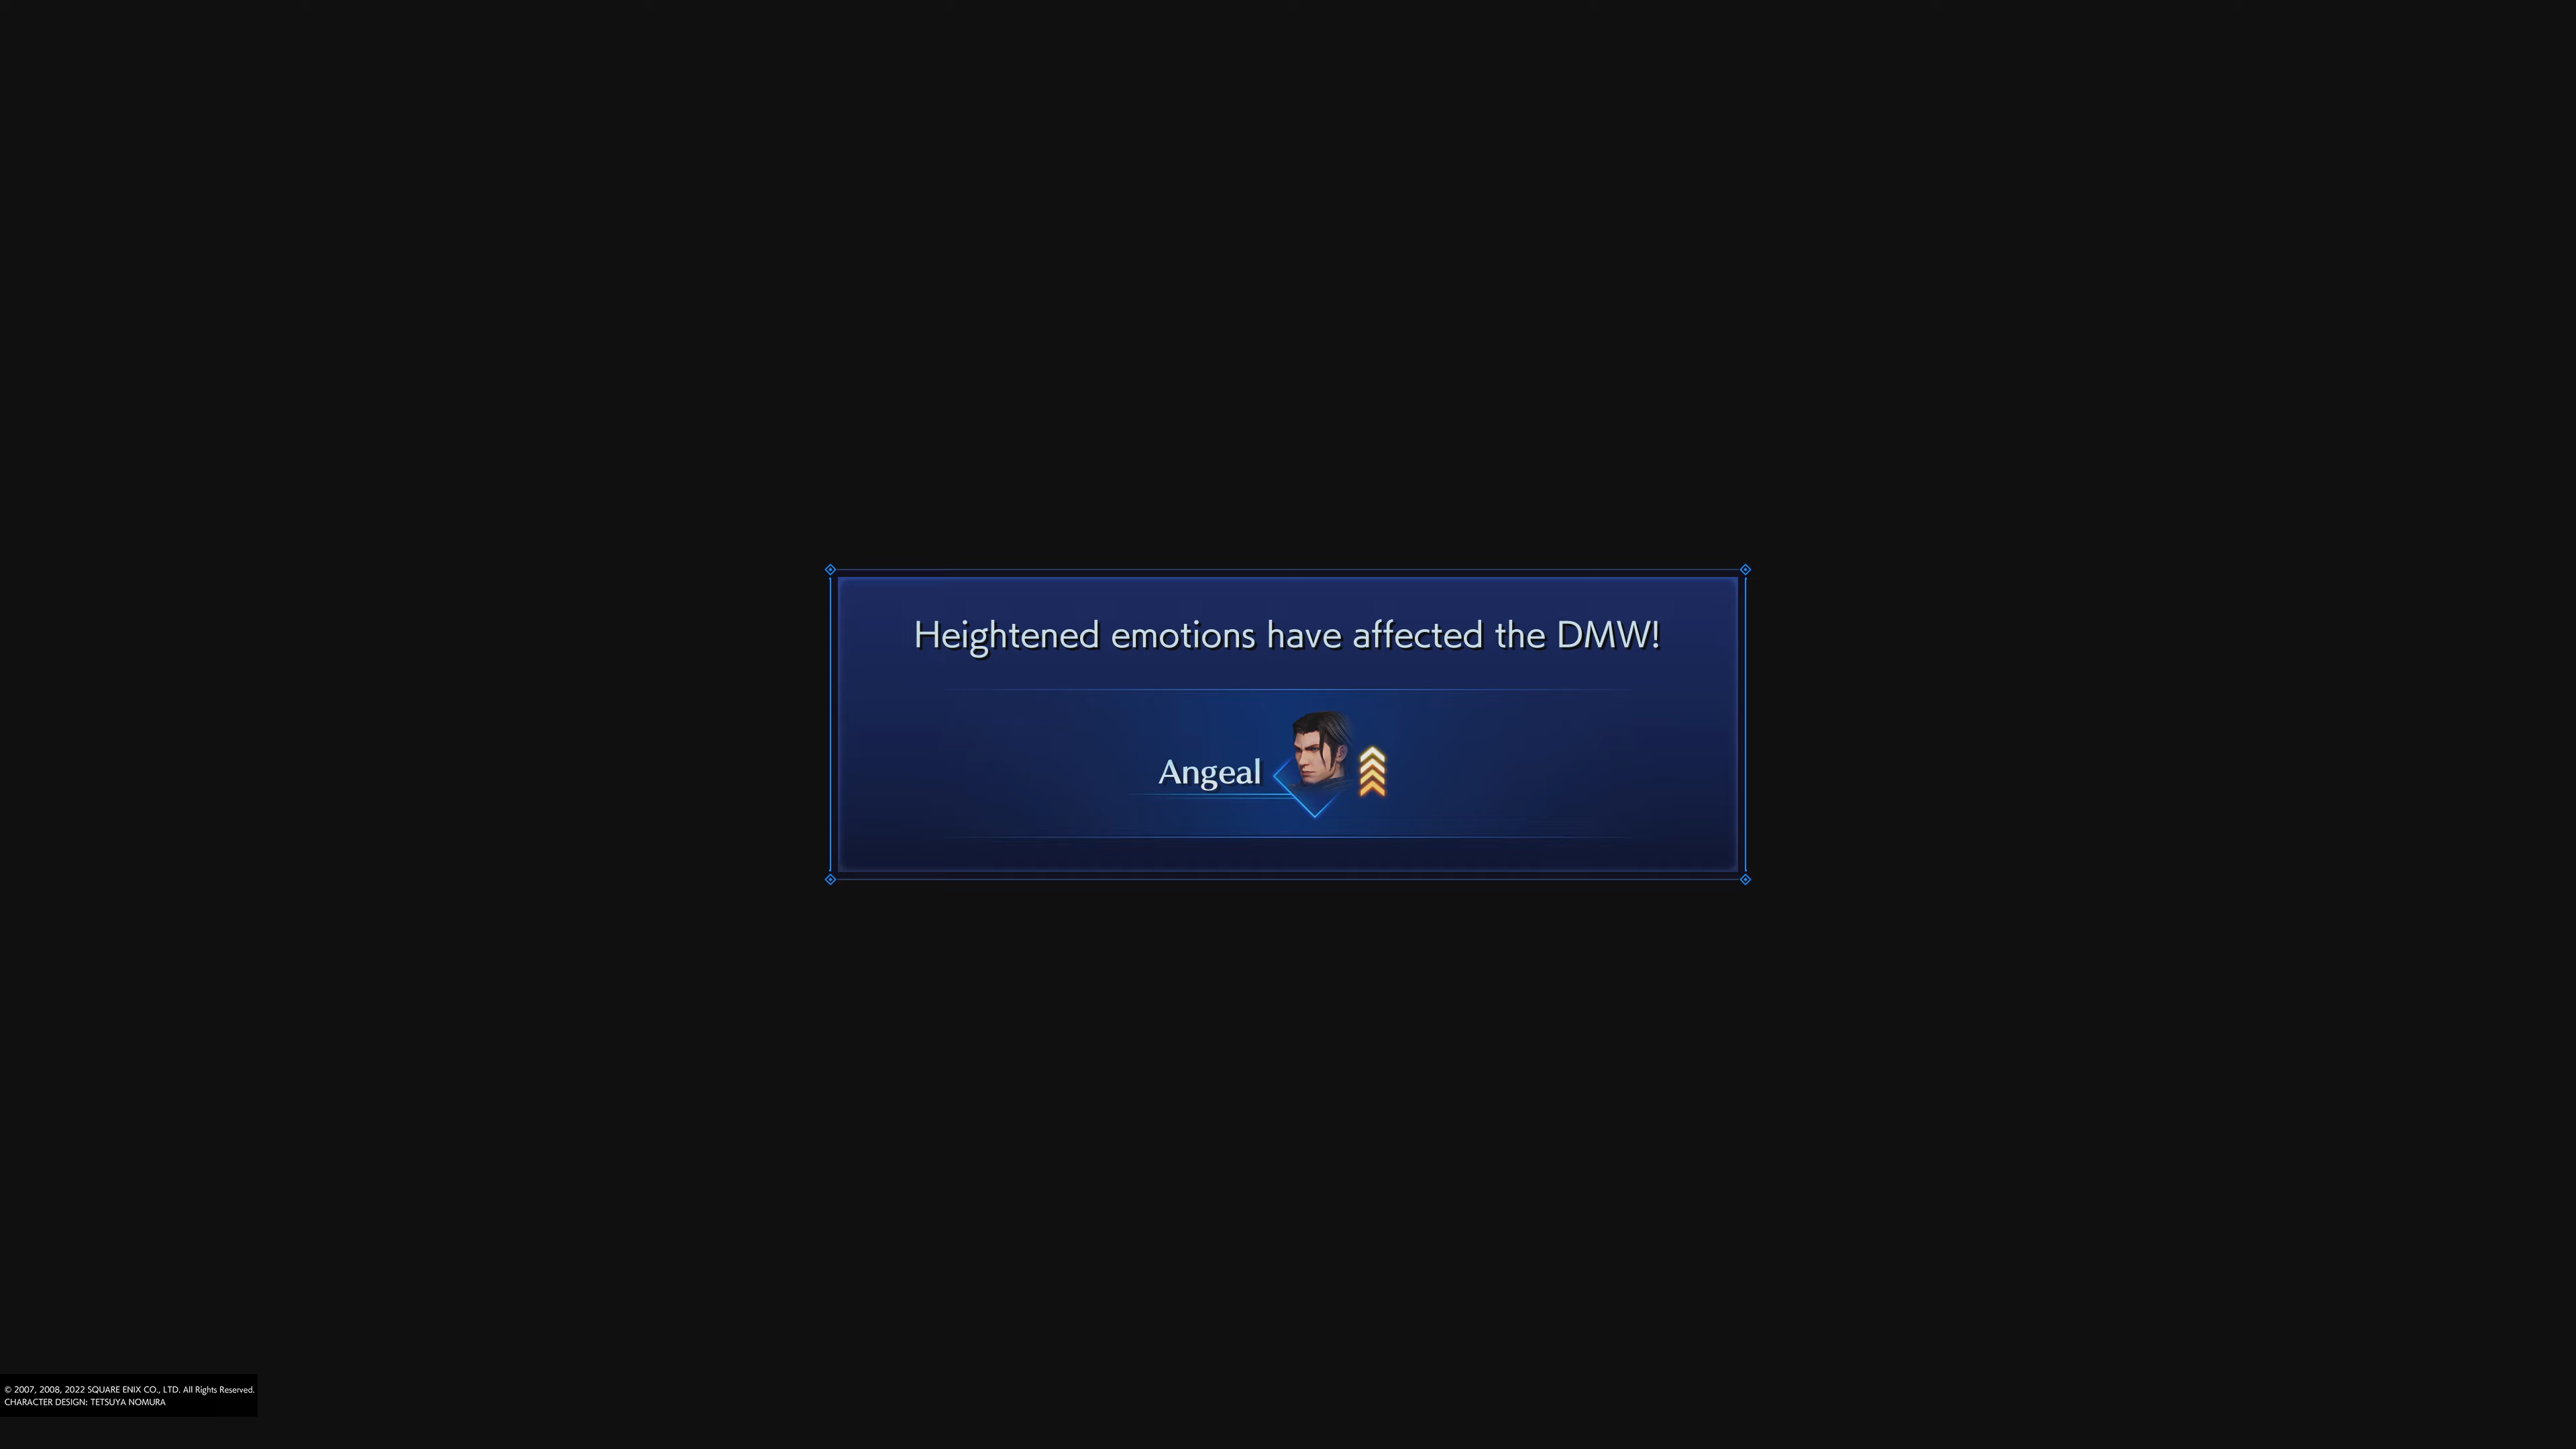 Heightened emotions have affected the DMW!
Angeal
© 2007, 2008, 2022 SQUARE ENIX CO., LTD. All Rights Reserved.
CHARACTER DESIGN: TETSUYA NOMURA